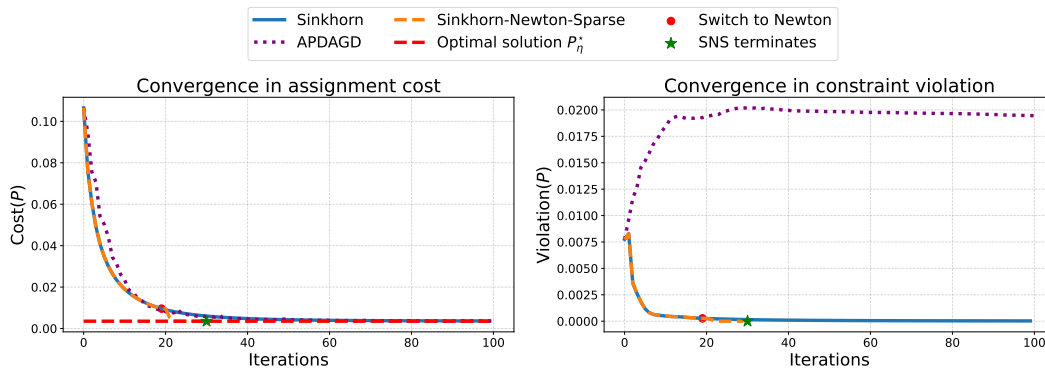 Sinkhorn
Sinkhorn-Newton-Sparse
Switch to Newton
APDAGD
Optimal solution $P^{\star}_{\eta}$
SNS terminates
Convergence in assignment cost
Cost(P)
0.10
0.08
0.06
0.04
0.02
0.00
0 20 40 60 80 100
Iterations
Convergence in constraint violation
Violation(P)
0.0200
0.0175
0.0150
0.0125
0.0100
0.0075
0.0050
0.0025
0.0000
0 20 40 60 80 100
Iterations